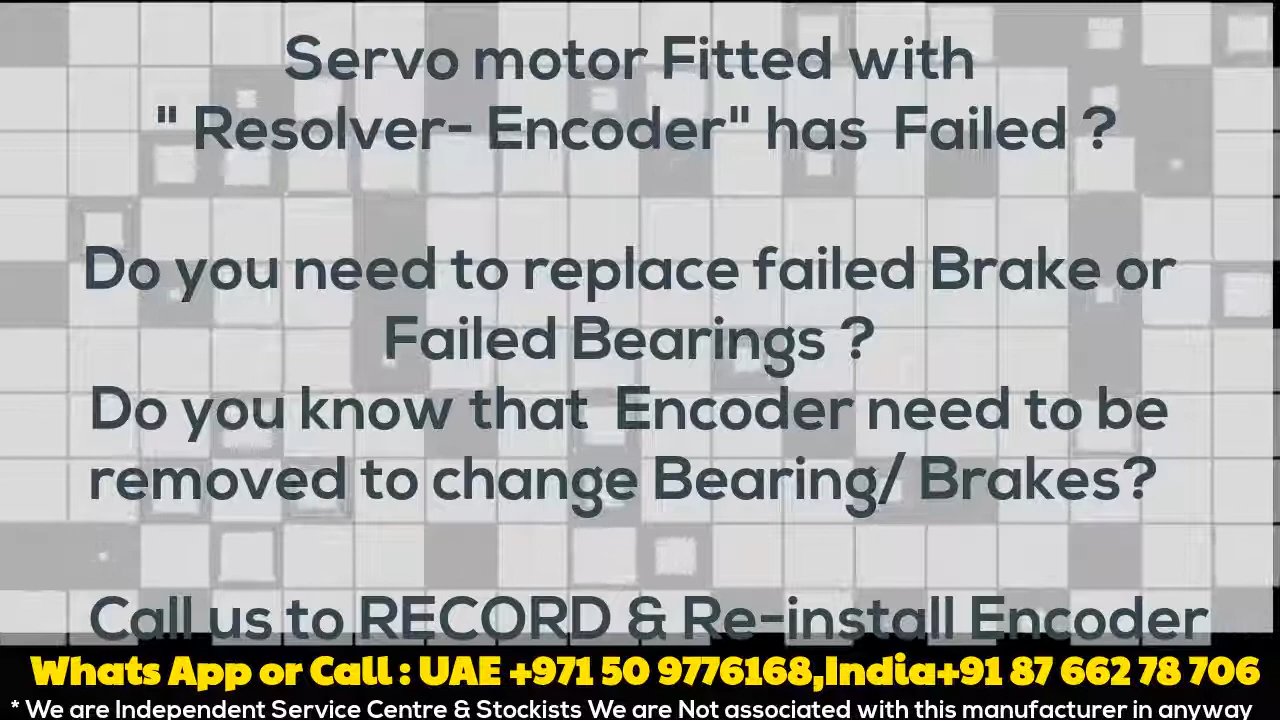 Servo motor Fitted with
" Resolver- Encoder" has Failed ?
Do you need to replace failed Brake or
Failed Bearings ?
Do you know that Encoder need to be
removed to change Bearing/ Brakes?
Call us to RECORD & Re-install Encoder
Whats App or Call : UAE +971 50 9776168,India+91 87 662 78 706
* We are Independent Service Centre & Stockists We are Not associated with this manufacturer in anyway